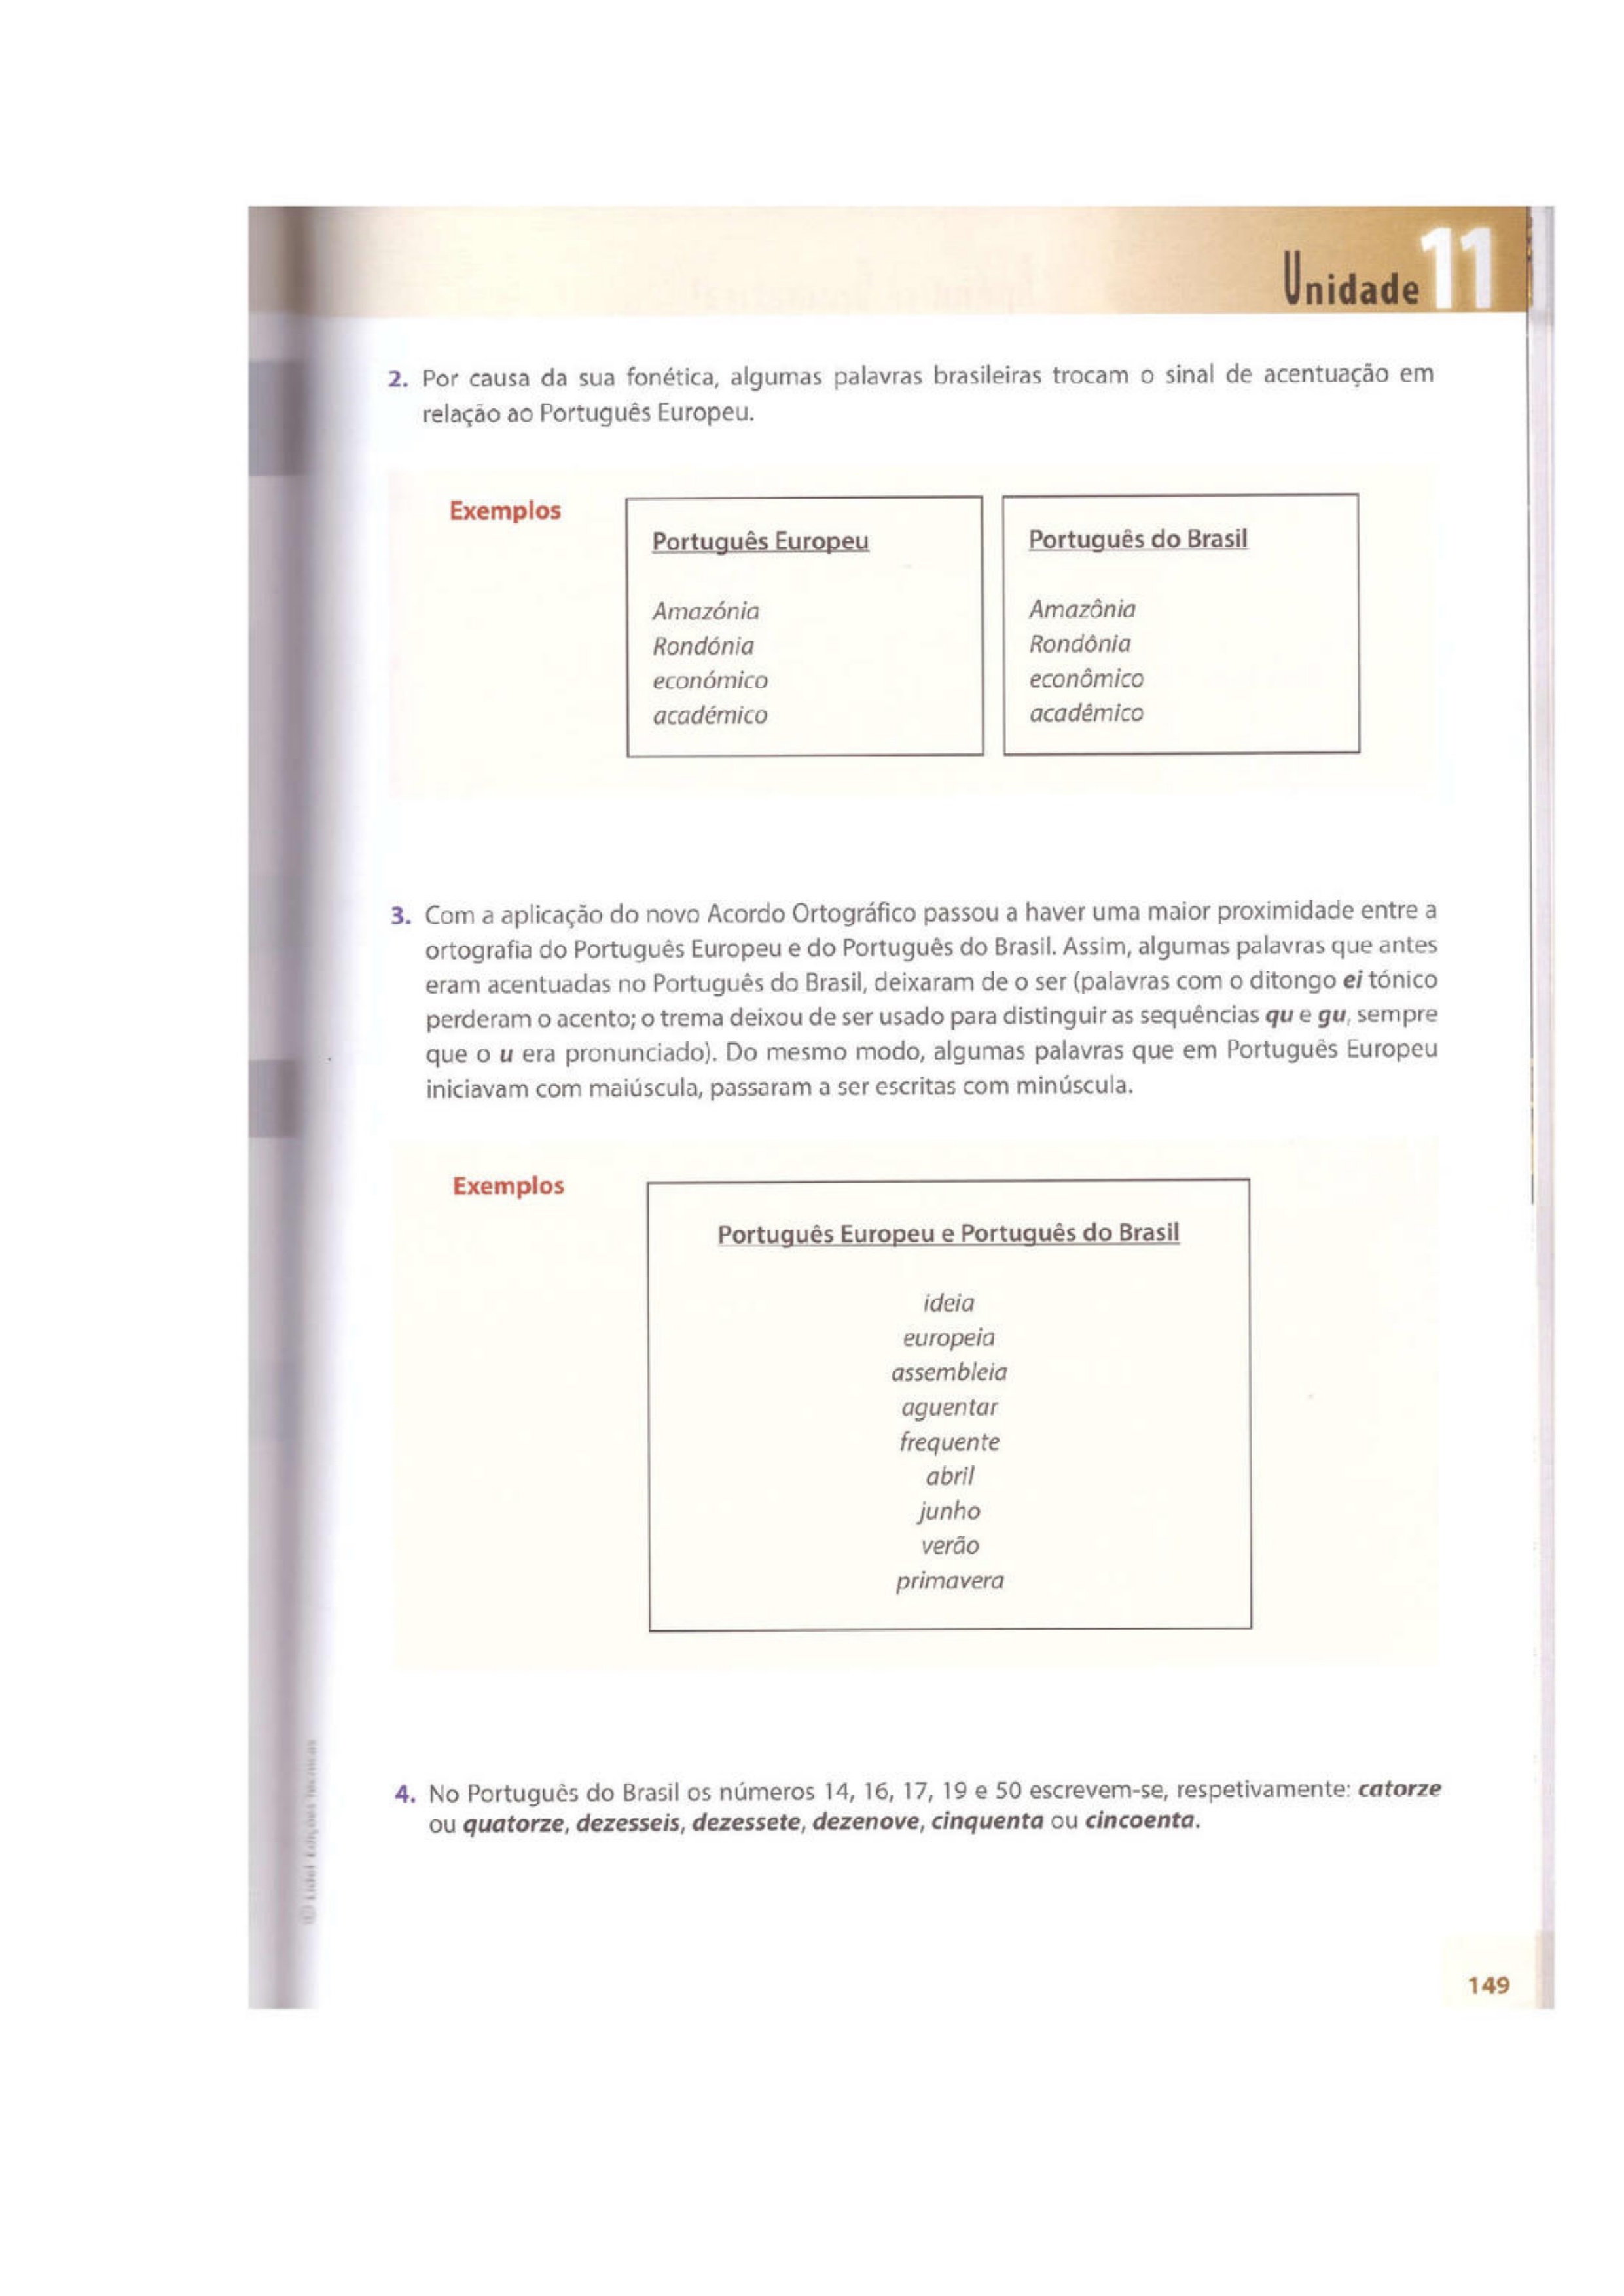 Unidade 11
2. Por causa da sua fonética, algumas palavras brasileiras trocam o sinal de acentuação em
relação ao Português Europeu.
Exemplos
Português Europeu
Amazónia
Rondónia
económico
académico
Português do Brasil
Amazônia
Rondônia
econômico
acadêmico
3. Com a aplicação do novo Acordo Ortográfico passou a haver uma maior proximidade entre a
ortografia do Português Europeu e do Português do Brasil. Assim, algumas palavras que antes
eram acentuadas no Português do Brasil, deixaram de o ser (palavras com o ditongo ei tónico
perderam o acento; o trema deixou de ser usado para distinguir as sequências qu e gu, sempre
que o u era pronunciado). Do mesmo modo, algumas palavras que em Português Europeu
iniciavam com maiúscula, passaram a ser escritas com minúscula.
Exemplos
Português Europeu e Português do Brasil
ideia
europeia
assembleia
aguentar
frequente
abril
junho
verão
primavera
4. No Português do Brasil os números 14, 16, 17, 19 e 50 escrevem-se, respetivamente: catorze
ou quatorze, dezesseis, dezessete, dezenove, cinquenta ou cincoenta.
© Lidel Edições Técnicas
149